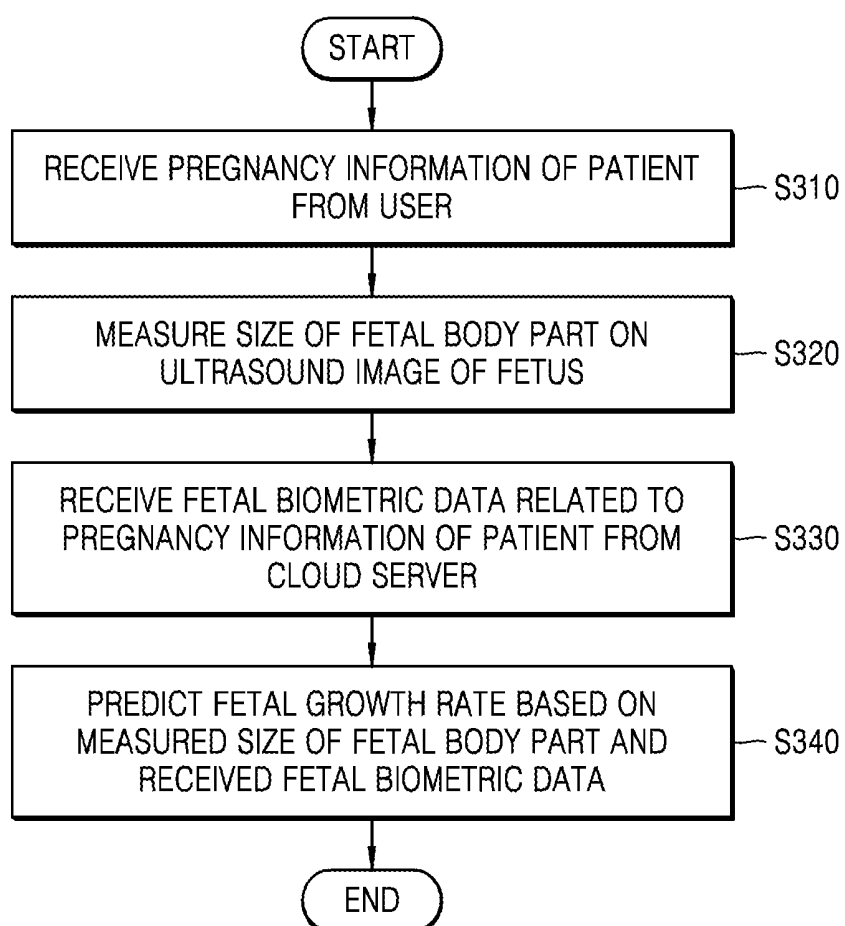 START
RECEIVE PREGNANCY INFORMATION OF PATIENT
FROM USER
S310
MEASURE SIZE OF FETAL BODY PART ON
ULTRASOUND IMAGE OF FETUS
S320
RECEIVE FETAL BIOMETRIC DATA RELATED TO
PREGNANCY INFORMATION OF PATIENT FROM
CLOUD SERVER
S330
PREDICT FETAL GROWTH RATE BASED ON
MEASURED SIZE OF FETAL BODY PART AND
RECEIVED FETAL BIOMETRIC DATA
S340
END